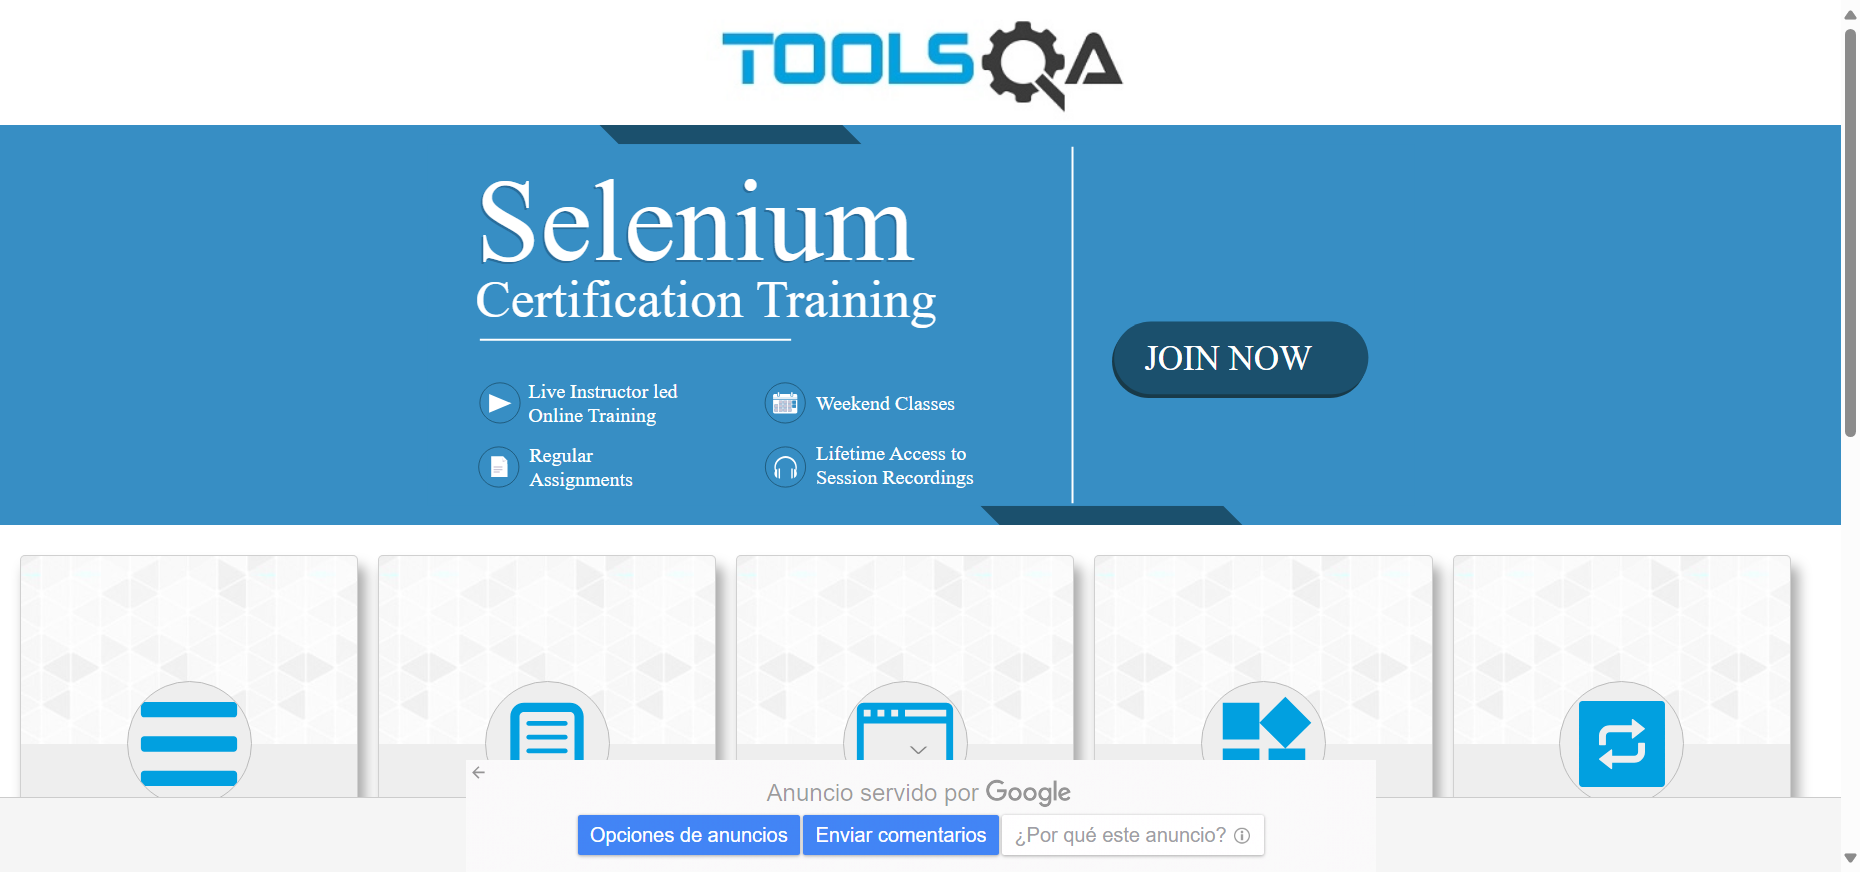 TOOLSQA
Selenium
Certification Training
JOIN NOW
Live Instructor led
Online Training
Weekend Classes
Regular
Assignments
Lifetime Access to
Session Recordings
Anuncio servido por Google
Opciones de anuncios
Enviar comentarios
¿Por qué este anuncio?